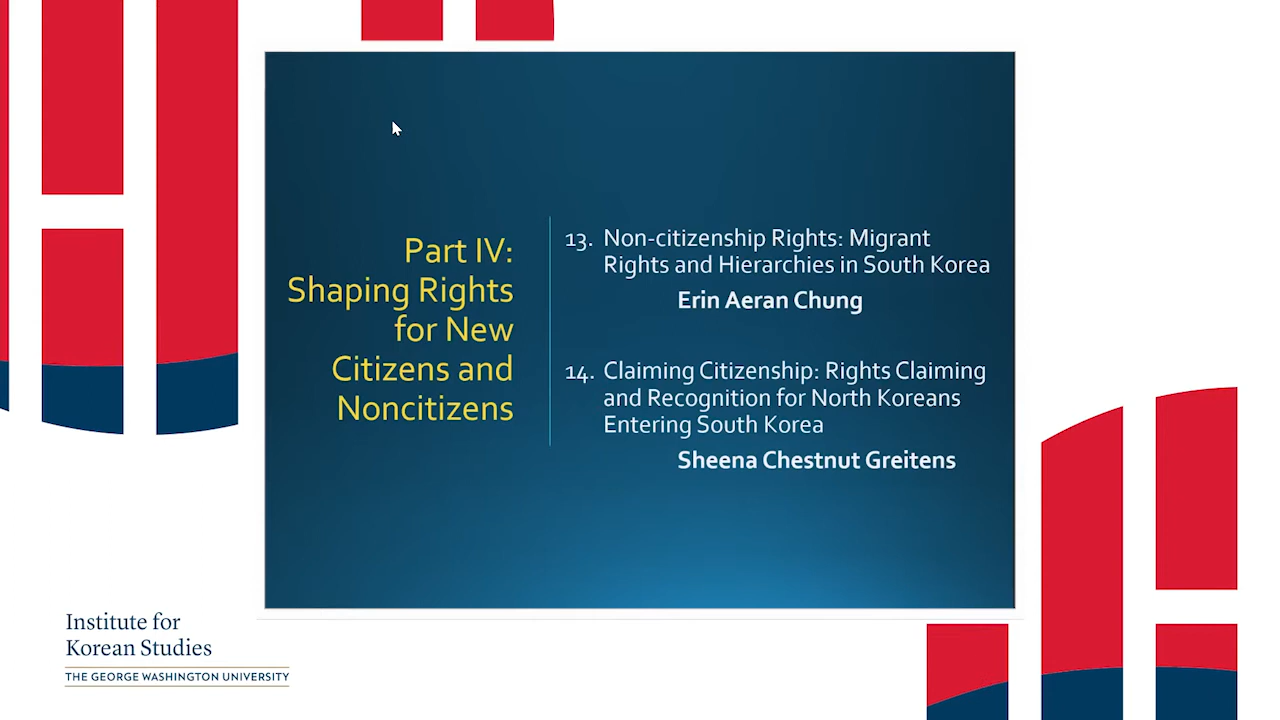 Part IV:
Shaping Rights
for New
Citizens and
Noncitizens
13. Non-citizenship Rights: Migrant
Rights and Hierarchies in South Korea
Erin Aeran Chung
14. Claiming Citizenship: Rights Claiming
and Recognition for North Koreans
Entering South Korea
Sheena Chestnut Greitens
Institute for
Korean Studies
THE GEORGE WASHINGTON UNIVERSITY